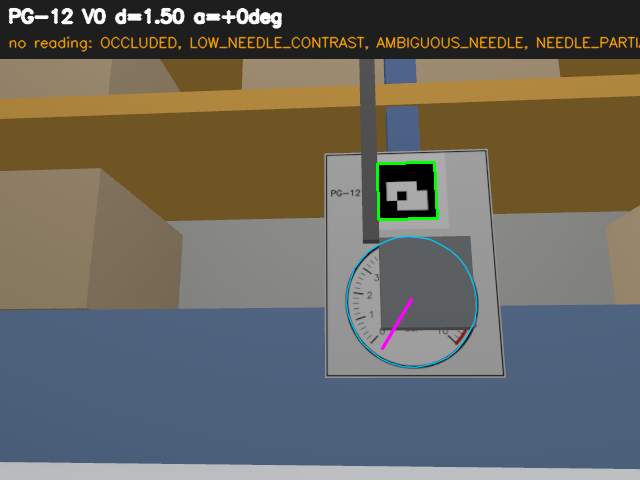 PG-12 V0 d=1.50 a=+0deg
no reading: OCCLUDED, LOW_NEEDLE_CONTRAST, AMBIGUOUS_NEEDLE, NEEDLE_PARTI
PG-12
3
2
1
0
10